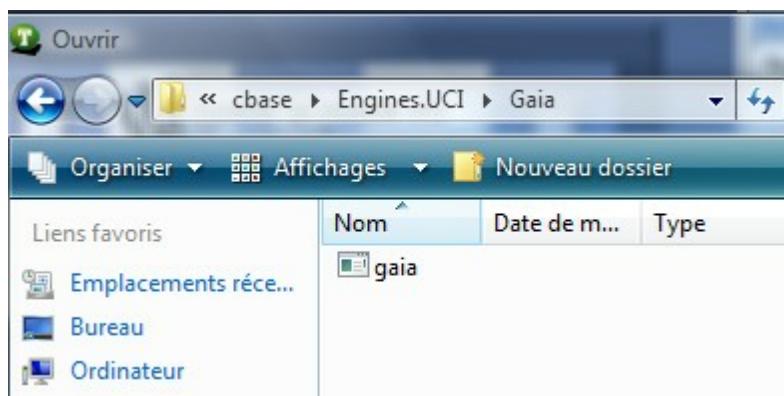 Ouvrir
« cbase Engines.UCI Gaia
Organiser Affichages Nouveau dossier
Liens favoris
Emplacements réce...
Bureau
Ordinateur
Nom Date de m... Type
gaia